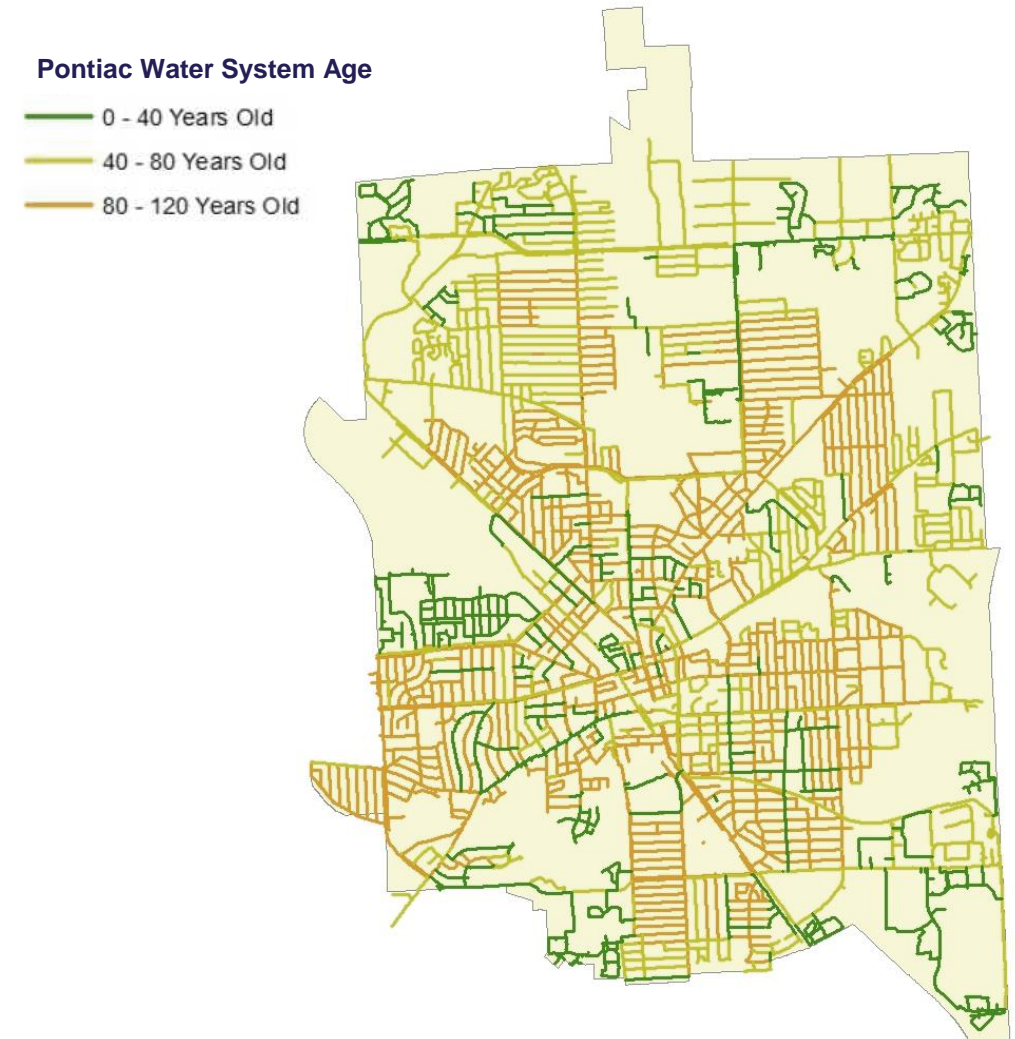 Pontiac Water System Age
0 - 40 Years Old
40 - 80 Years Old
80 - 120 Years Old